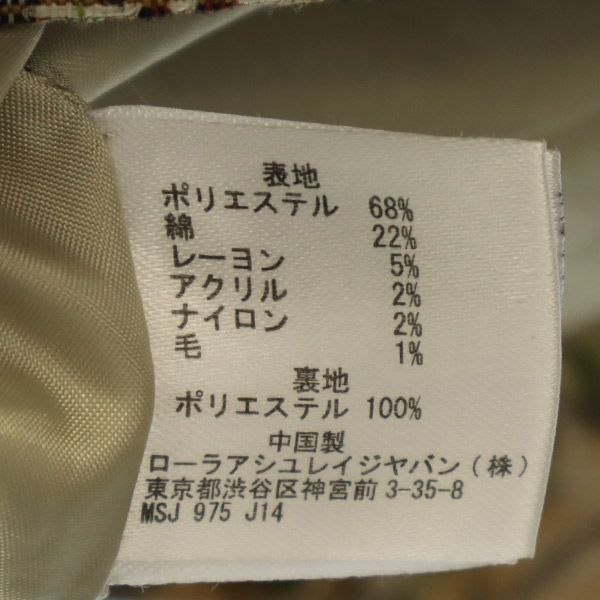 表地
ポリエステル 68%
綿 22%
レーヨン 5%
アクリル 2%
ナイロン 2%
毛 1%
裏地
ポリエステル 100%
中国製
ローラアシュレイジャパン(株)
東京都渋谷区神宮前3-35-8
MSJ 975 J14